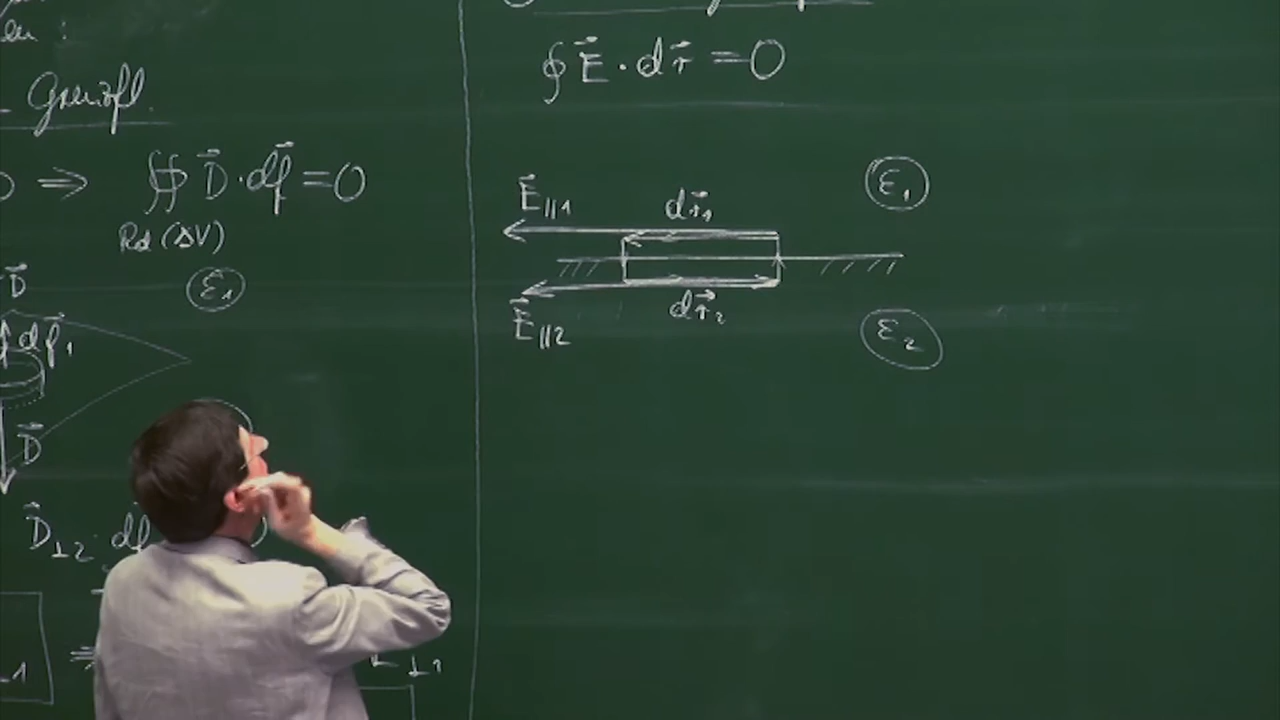 Grenzfl.
⇒ ∯ D⃗ · df⃗ = 0
Rd (ΔV)
ε₁
D⃗
df⃗₁
D⃗
D⃗⊥₂ · df
⇒
⊥₂
∮ E⃗ · dr⃗ = 0
E⃗∥₁ dr⃗₁ ε₁
E⃗∥₂ dr⃗₂ ε₂